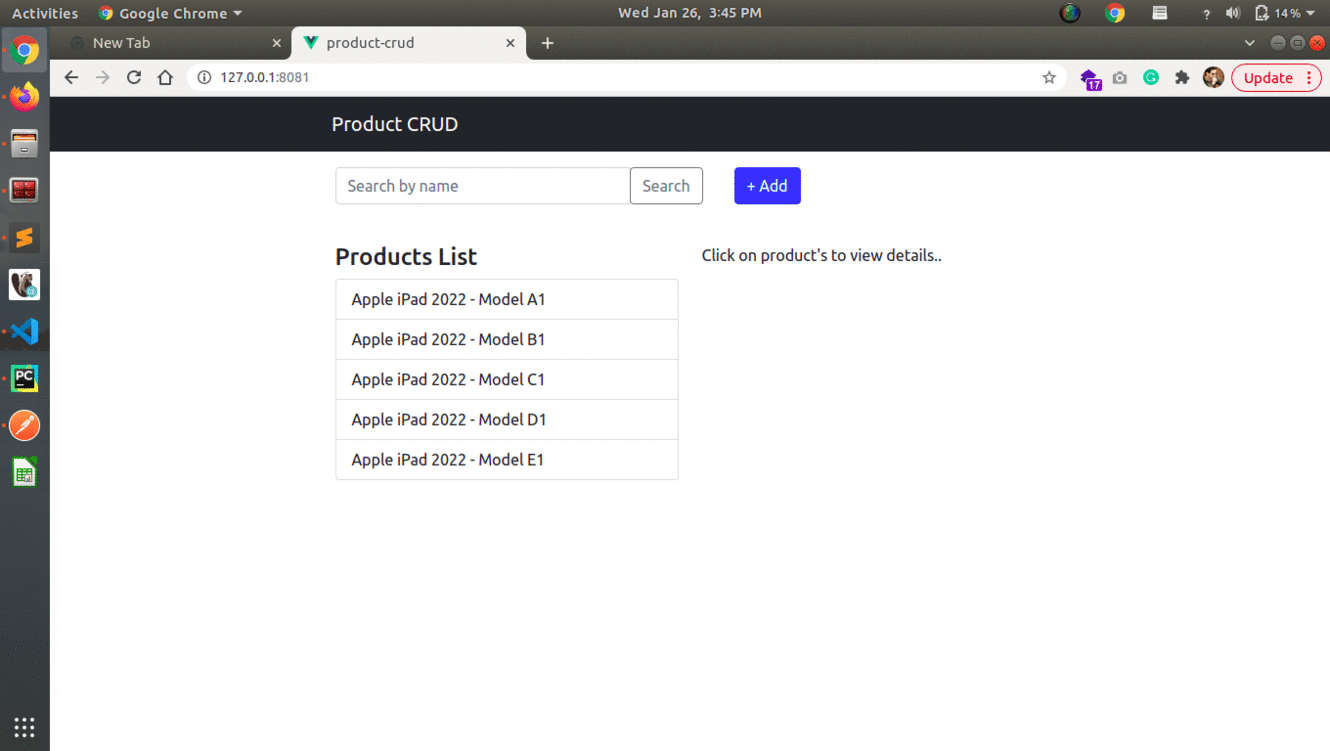 Activities Google Chrome Wed Jan 26, 3:45 PM ? 14%
New Tab product-crud
127.0.0.1:8081 17 Update
Product CRUD
Search by name Search + Add
Products List Click on product's to view details..
Apple iPad 2022 - Model A1
Apple iPad 2022 - Model B1
Apple iPad 2022 - Model C1
Apple iPad 2022 - Model D1
Apple iPad 2022 - Model E1
PC